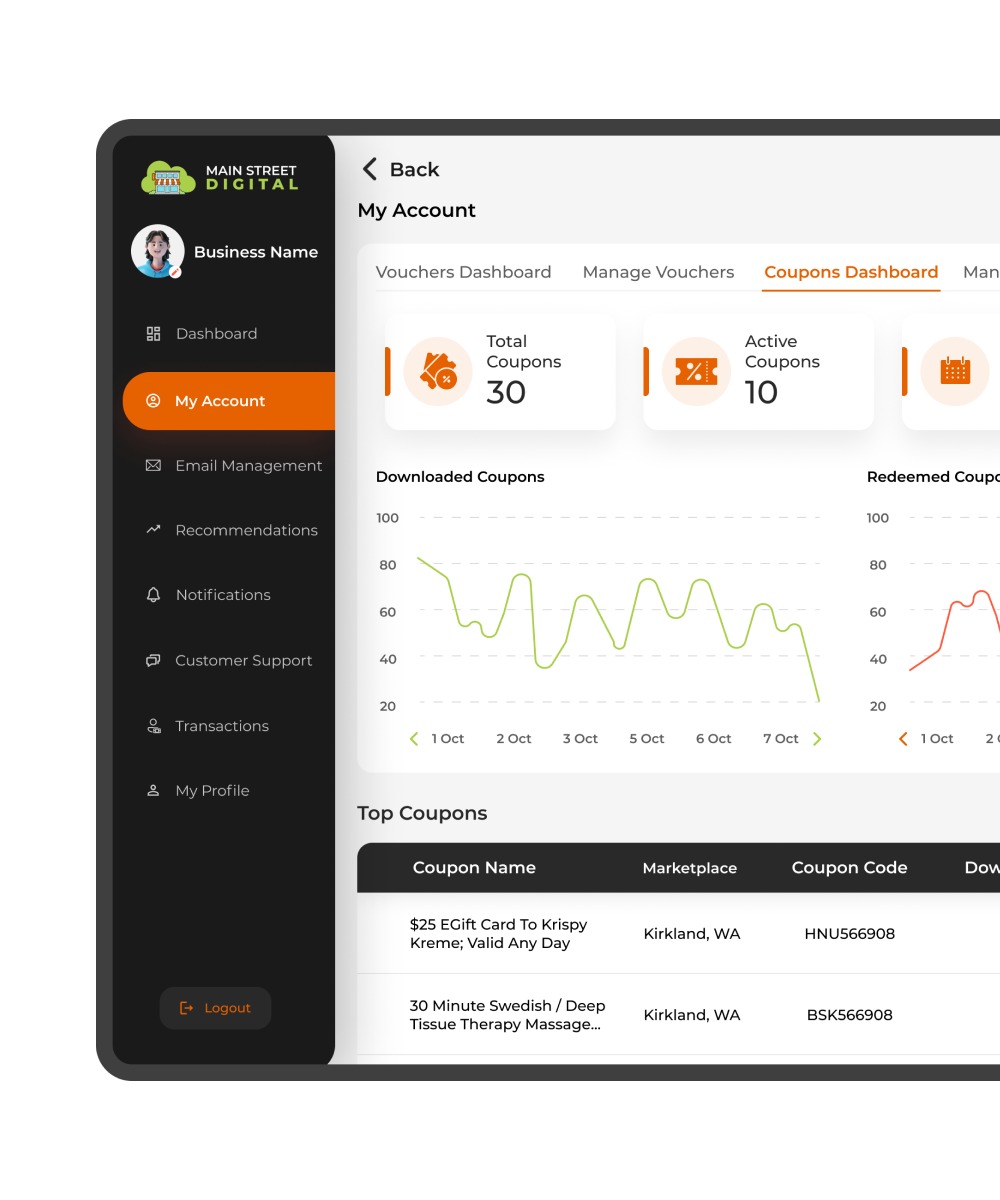 MAIN STREET
DIGITAL
Business Name
Dashboard
My Account
Email Management
Recommendations
Notifications
Customer Support
Transactions
My Profile
Logout
Back
My Account
Vouchers Dashboard Manage Vouchers Coupons Dashboard Man
Total
Coupons
30
Active
Coupons
10
Downloaded Coupons
100
80
60
40
20
1 Oct 2 Oct 3 Oct 5 Oct 6 Oct 7 Oct
Redeemed Coupo
100
80
60
40
20
1 Oct 2
Top Coupons
Coupon Name Marketplace Coupon Code Dow
$25 EGift Card To Krispy
Kreme; Valid Any Day
Kirkland, WA
HNU566908
30 Minute Swedish / Deep
Tissue Therapy Massage...
Kirkland, WA
BSK566908